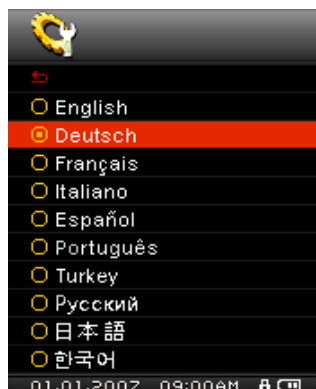 English
Deutsch
Français
Italiano
Español
Português
Turkey
Русский
日本語
한국어
01.01.2007 09:00AM